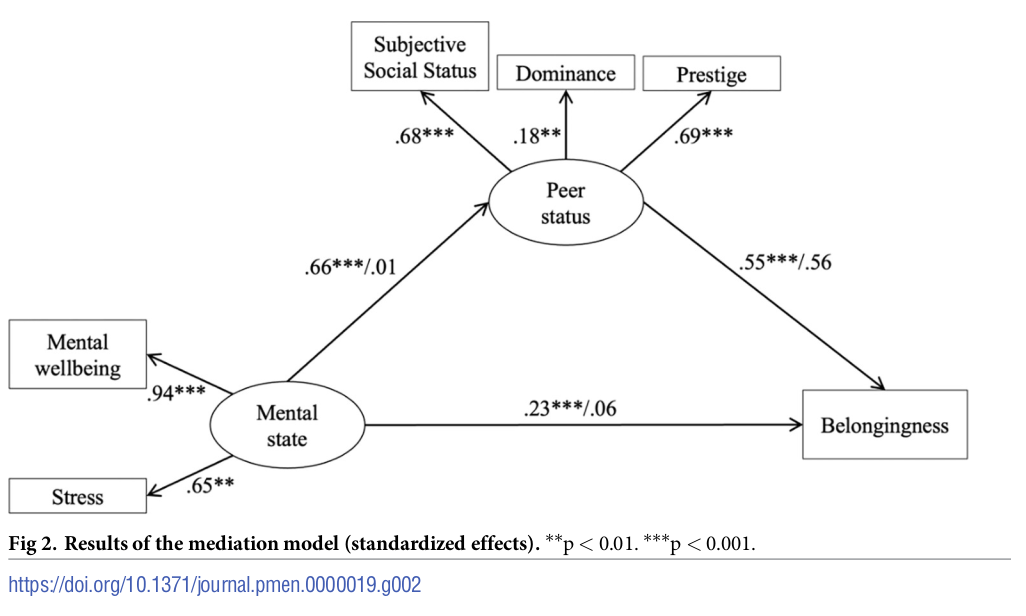 Subjective
Social Status
Dominance
Prestige
.68***
.18**
.69***
Peer
status
.66***/.01
.55***/.56
Mental
wellbeing
.94***
Mental
state
.23***/.06
Belongingness
Stress
.65**
Fig 2. Results of the mediation model (standardized effects). **p < 0.01. ***p < 0.001.
https://doi.org/10.1371/journal.pmen.0000019.g002